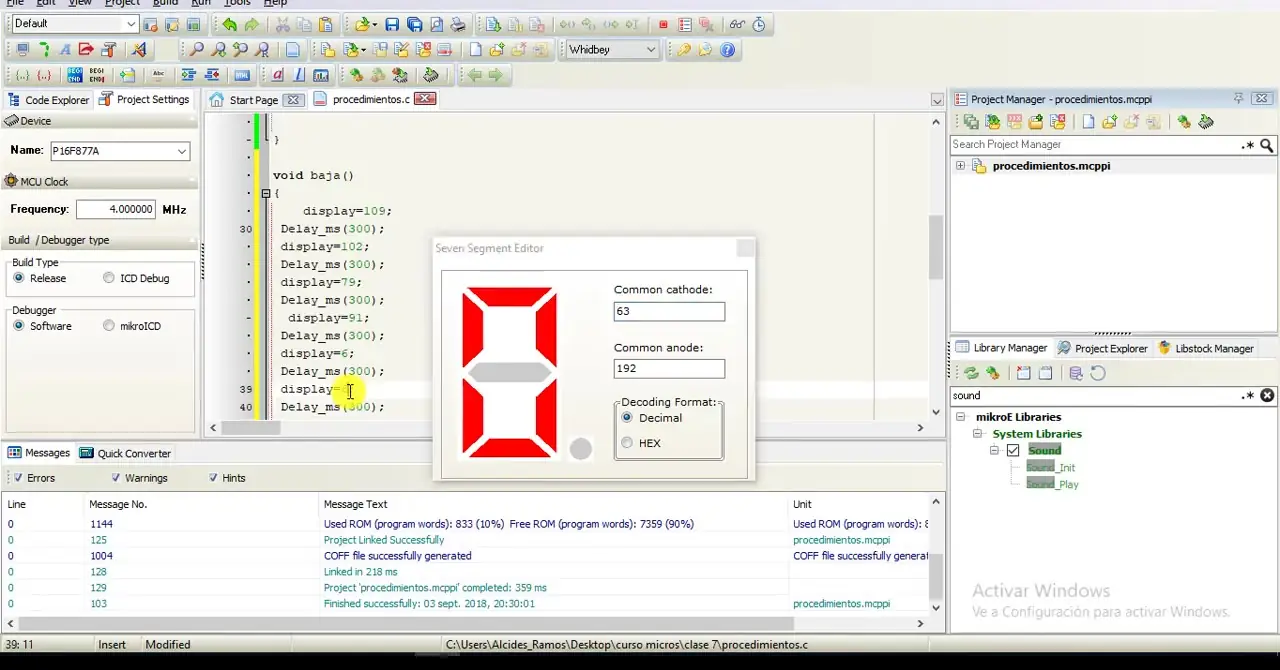 File Edit View Project Build Run Tools Help
Default
Whidbey
Code Explorer
Project Settings
Start Page
procedimientos.c
Device
Name: P16F877A
MCU Clock
Frequency: 4.000000 MHz
Build / Debugger type
Build Type
Release
ICD Debug
Debugger
Software
mikroICD
}
void baja()
{
display=109;
30 Delay_ms(300);
display=102;
Delay_ms(300);
display=79;
Delay_ms(300);
display=91;
Delay_ms(300);
display=6;
Delay_ms(300);
39 display=
40 Delay_ms(300);
Seven Segment Editor
Common cathode:
63
Common anode:
192
Decoding Format:
Decimal
HEX
Project Manager - procedimientos.mcppi
Search Project Manager
.*
procedimientos.mcppi
Library Manager
Project Explorer
Libstock Manager
sound
.*
mikroE Libraries
System Libraries
Sound
Sound_Init
Sound_Play
Messages
Quick Converter
Errors
Warnings
Hints
Line Message No. Message Text Unit
0 1144 Used ROM (program words): 833 (10%) Free ROM (program words): 7359 (90%) Used ROM (program words): 8
0 125 Project Linked Successfully procedimientos.mcppi
0 1004 COFF file successfully generated COFF file successfully generat
0 128 Linked in 218 ms
0 129 Project 'procedimientos.mcppi' completed: 359 ms
0 103 Finished successfully: 03 sept. 2018, 20:30:01 procedimientos.mcppi
Activar Windows
Ve a Configuración para activar Windows.
39: 11 Insert Modified C:\Users\Alcides_Ramos\Desktop\curso micros\clase 7\procedimientos.c